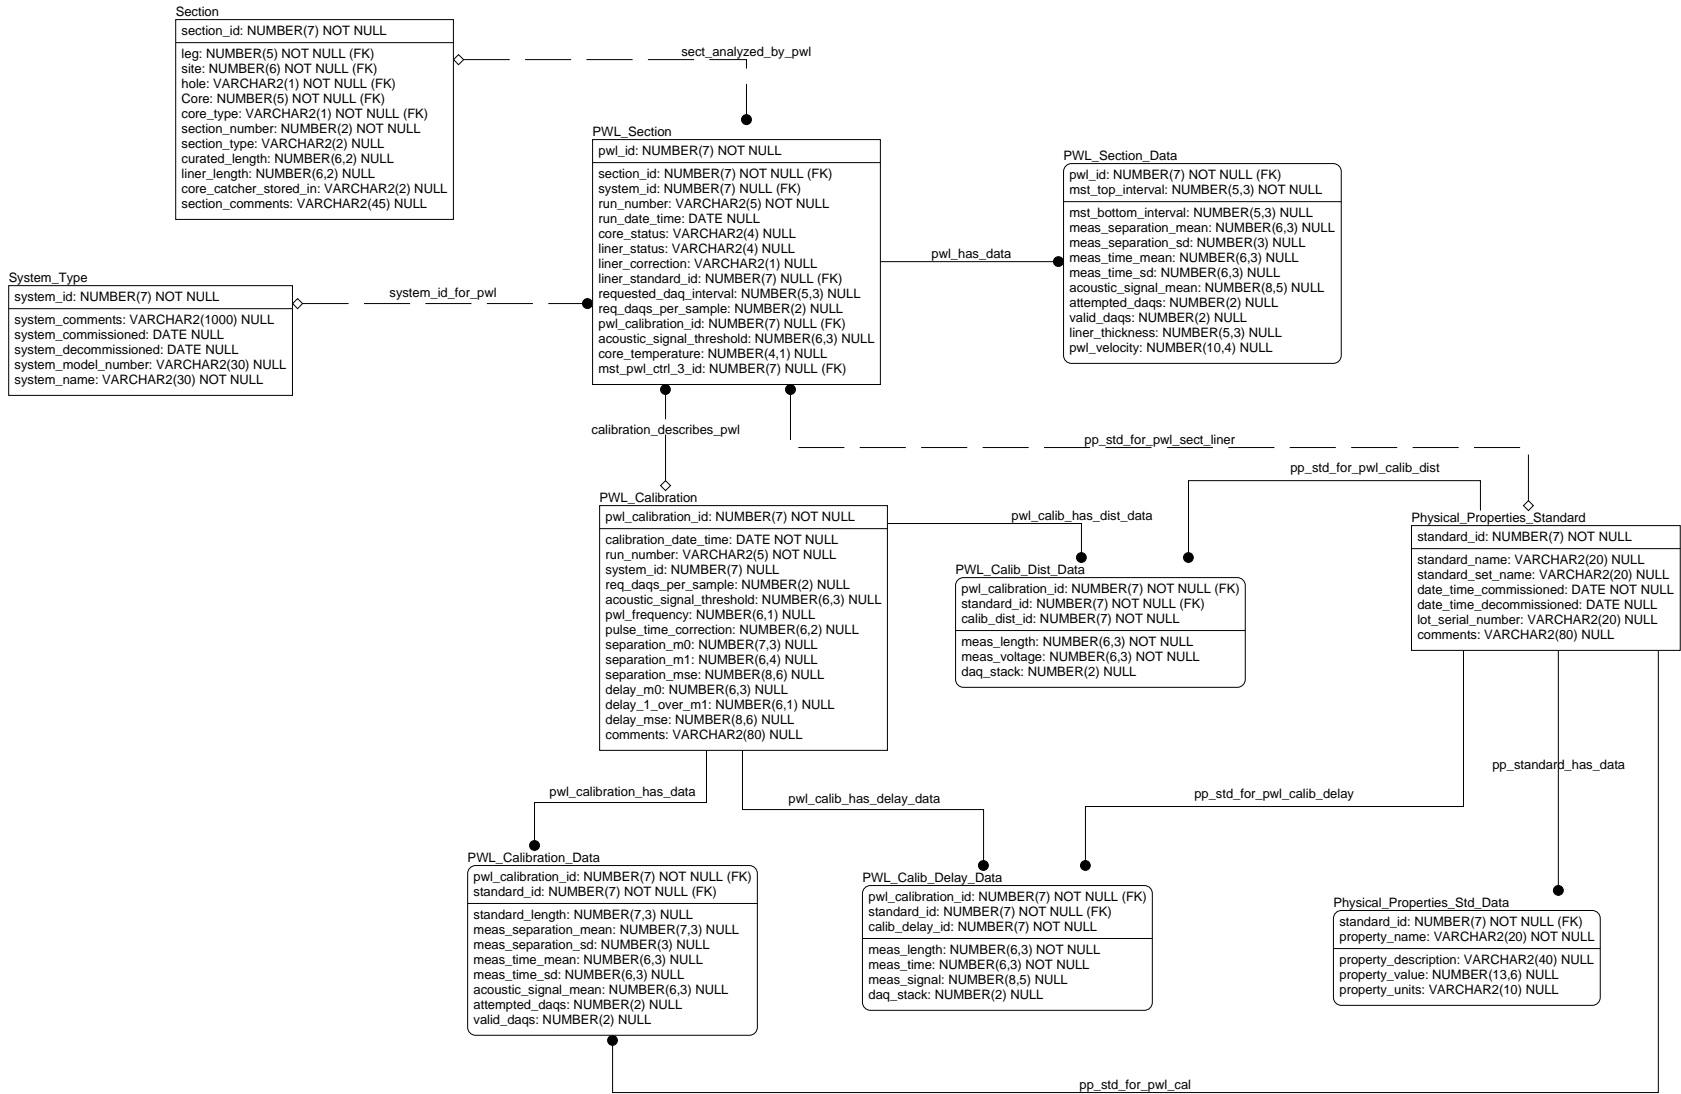 Section
section_id: NUMBER(7) NOT NULL
leg: NUMBER(5) NOT NULL (FK)
site: NUMBER(6) NOT NULL (FK)
hole: VARCHAR2(1) NOT NULL (FK)
Core: NUMBER(5) NOT NULL (FK)
core_type: VARCHAR2(1) NOT NULL (FK)
section_number: NUMBER(2) NOT NULL
section_type: VARCHAR2(2) NULL
curated_length: NUMBER(6,2) NULL
liner_length: NUMBER(6,2) NULL
core_catcher_stored_in: VARCHAR2(2) NULL
section_comments: VARCHAR2(45) NULL
sect_analyzed_by_pwl
PWL_Section
pwl_id: NUMBER(7) NOT NULL
section_id: NUMBER(7) NOT NULL (FK)
system_id: NUMBER(7) NULL (FK)
run_number: VARCHAR2(5) NOT NULL
run_date_time: DATE NULL
core_status: VARCHAR2(4) NULL
liner_status: VARCHAR2(4) NULL
liner_correction: VARCHAR2(1) NULL
liner_standard_id: NUMBER(7) NULL (FK)
requested_daq_interval: NUMBER(5,3) NULL
req_daqs_per_sample: NUMBER(2) NULL
pwl_calibration_id: NUMBER(7) NULL (FK)
acoustic_signal_threshold: NUMBER(6,3) NULL
core_temperature: NUMBER(4,1) NULL
mst_pwl_ctrl_3_id: NUMBER(7) NULL (FK)
pwl_has_data
PWL_Section_Data
pwl_id: NUMBER(7) NOT NULL (FK)
mst_top_interval: NUMBER(5,3) NOT NULL
mst_bottom_interval: NUMBER(5,3) NULL
meas_separation_mean: NUMBER(6,3) NULL
meas_separation_sd: NUMBER(3) NULL
meas_time_mean: NUMBER(6,3) NULL
meas_time_sd: NUMBER(6,3) NULL
acoustic_signal_mean: NUMBER(8,5) NULL
attempted_daqs: NUMBER(2) NULL
valid_daqs: NUMBER(2) NULL
liner_thickness: NUMBER(5,3) NULL
pwl_velocity: NUMBER(10,4) NULL
System_Type
system_id: NUMBER(7) NOT NULL
system_comments: VARCHAR2(1000) NULL
system_commissioned: DATE NULL
system_decommissioned: DATE NULL
system_model_number: VARCHAR2(30) NULL
system_name: VARCHAR2(30) NOT NULL
system_id_for_pwl
calibration_describes_pwl
pp_std_for_pwl_sect_liner
pp_std_for_pwl_calib_dist
PWL_Calibration
pwl_calibration_id: NUMBER(7) NOT NULL
calibration_date_time: DATE NOT NULL
run_number: VARCHAR2(5) NOT NULL
system_id: NUMBER(7) NULL
req_daqs_per_sample: NUMBER(2) NULL
acoustic_signal_threshold: NUMBER(6,3) NULL
pwl_frequency: NUMBER(6,1) NULL
pulse_time_correction: NUMBER(6,2) NULL
separation_m0: NUMBER(7,3) NULL
separation_m1: NUMBER(6,4) NULL
separation_mse: NUMBER(8,6) NULL
delay_m0: NUMBER(6,3) NULL
delay_1_over_m1: NUMBER(6,1) NULL
delay_mse: NUMBER(8,6) NULL
comments: VARCHAR2(80) NULL
pwl_calib_has_dist_data
PWL_Calib_Dist_Data
pwl_calibration_id: NUMBER(7) NOT NULL (FK)
standard_id: NUMBER(7) NOT NULL (FK)
calib_dist_id: NUMBER(7) NOT NULL
meas_length: NUMBER(6,3) NOT NULL
meas_voltage: NUMBER(6,3) NOT NULL
daq_stack: NUMBER(2) NULL
Physical_Properties_Standard
standard_id: NUMBER(7) NOT NULL
standard_name: VARCHAR2(20) NULL
standard_set_name: VARCHAR2(20) NULL
date_time_commissioned: DATE NOT NULL
date_time_decommissioned: DATE NULL
lot_serial_number: VARCHAR2(20) NULL
comments: VARCHAR2(80) NULL
pwl_calibration_has_data
pwl_calib_has_delay_data
pp_std_for_pwl_calib_delay
pp_standard_has_data
PWL_Calibration_Data
pwl_calibration_id: NUMBER(7) NOT NULL (FK)
standard_id: NUMBER(7) NOT NULL (FK)
standard_length: NUMBER(7,3) NULL
meas_separation_mean: NUMBER(7,3) NULL
meas_separation_sd: NUMBER(3) NULL
meas_time_mean: NUMBER(6,3) NULL
meas_time_sd: NUMBER(6,3) NULL
acoustic_signal_mean: NUMBER(6,3) NULL
attempted_daqs: NUMBER(2) NULL
valid_daqs: NUMBER(2) NULL
PWL_Calib_Delay_Data
pwl_calibration_id: NUMBER(7) NOT NULL (FK)
standard_id: NUMBER(7) NOT NULL (FK)
calib_delay_id: NUMBER(7) NOT NULL
meas_length: NUMBER(6,3) NOT NULL
meas_time: NUMBER(6,3) NOT NULL
meas_signal: NUMBER(8,5) NULL
daq_stack: NUMBER(2) NULL
Physical_Properties_Std_Data
standard_id: NUMBER(7) NOT NULL (FK)
property_name: VARCHAR2(20) NOT NULL
property_description: VARCHAR2(40) NULL
property_value: NUMBER(13,6) NULL
property_units: VARCHAR2(10) NULL
pp_std_for_pwl_cal